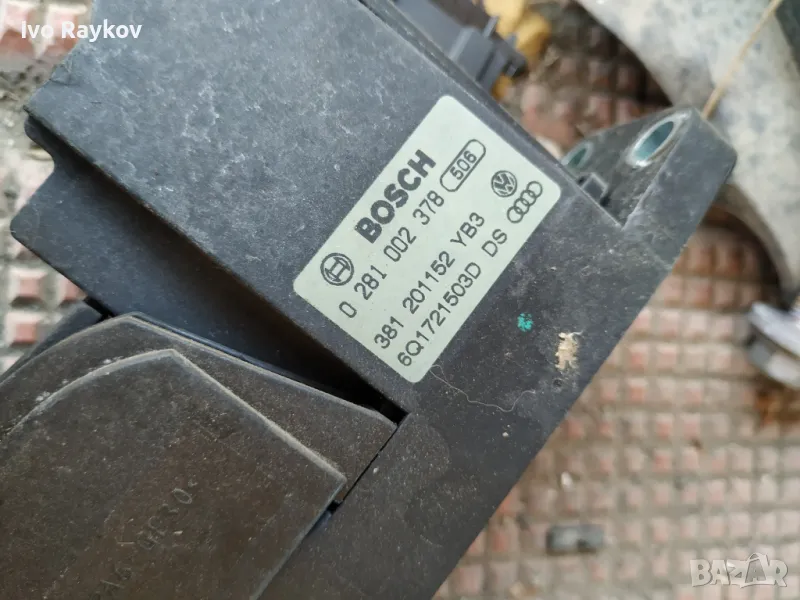 Ivo Raykov
BOSCH
0 281 002 378 506
381 201152 YB3
6Q1721503D DS
BAZAR